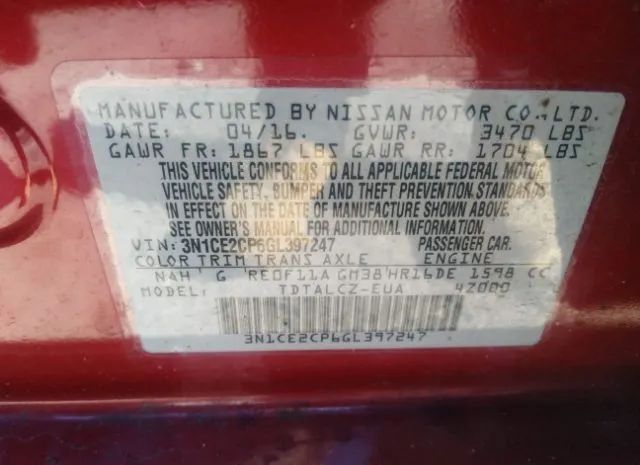 MANUFACTURED BY NISSAN MOTOR CO.,LTD.
DATE: 04/16. GVWR: 3470 LBS
GAWR FR: 1867 LBS GAWR RR: 1704 LBS
THIS VEHICLE CONFORMS TO ALL APPLICABLE FEDERAL MOTOR
VEHICLE SAFETY, BUMPER AND THEFT PREVENTION STANDARDS
IN EFFECT ON THE DATE OF MANUFACTURE SHOWN ABOVE.
SEE OWNER'S MANUAL FOR ADDITIONAL INFORMATION.
VIN: 3N1CE2CP6GL397247 PASSENGER CAR.
COLOR TRIM TRANS AXLE ENGINE
NAH G RE0F11A GM38 HR16DE 1598 CC
TDTALCZ-EUA 4Z000
3N1CE2CP6GL397247